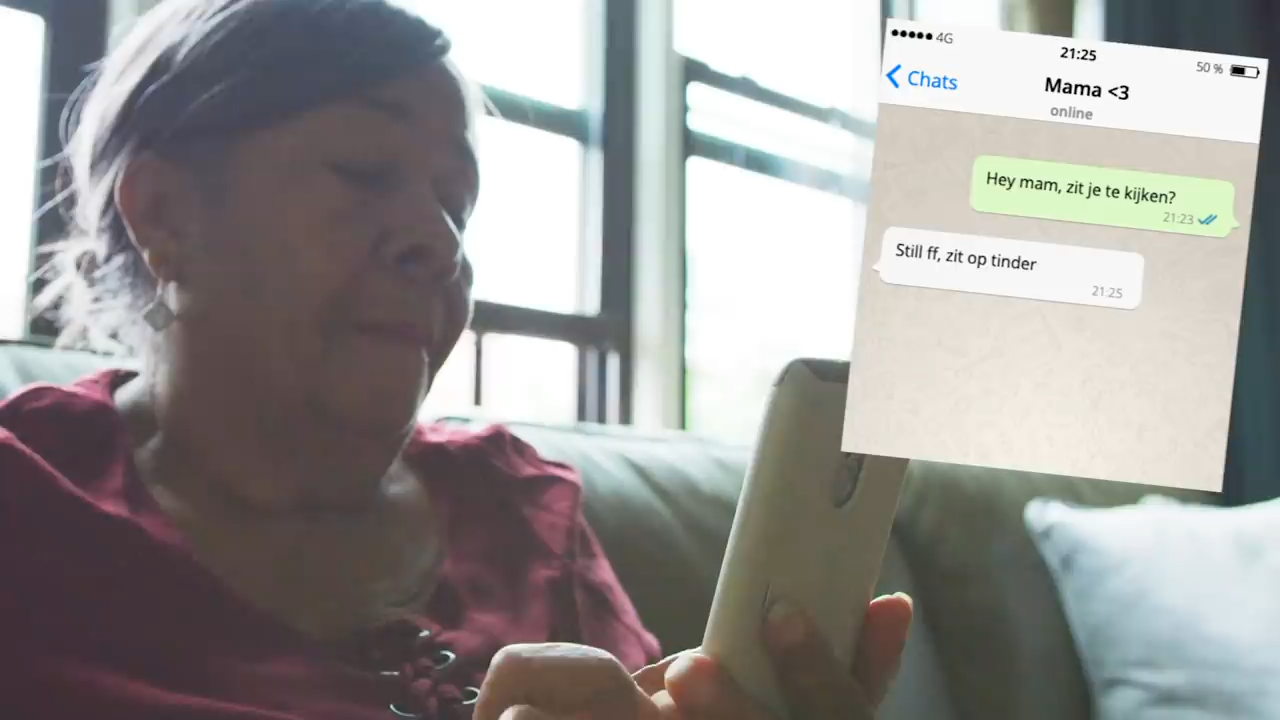 ●●●●● 4G
21:25
50 %
Chats
Mama <3
online
Hey mam, zit je te kijken?
21:23
Still ff, zit op tinder
21:25